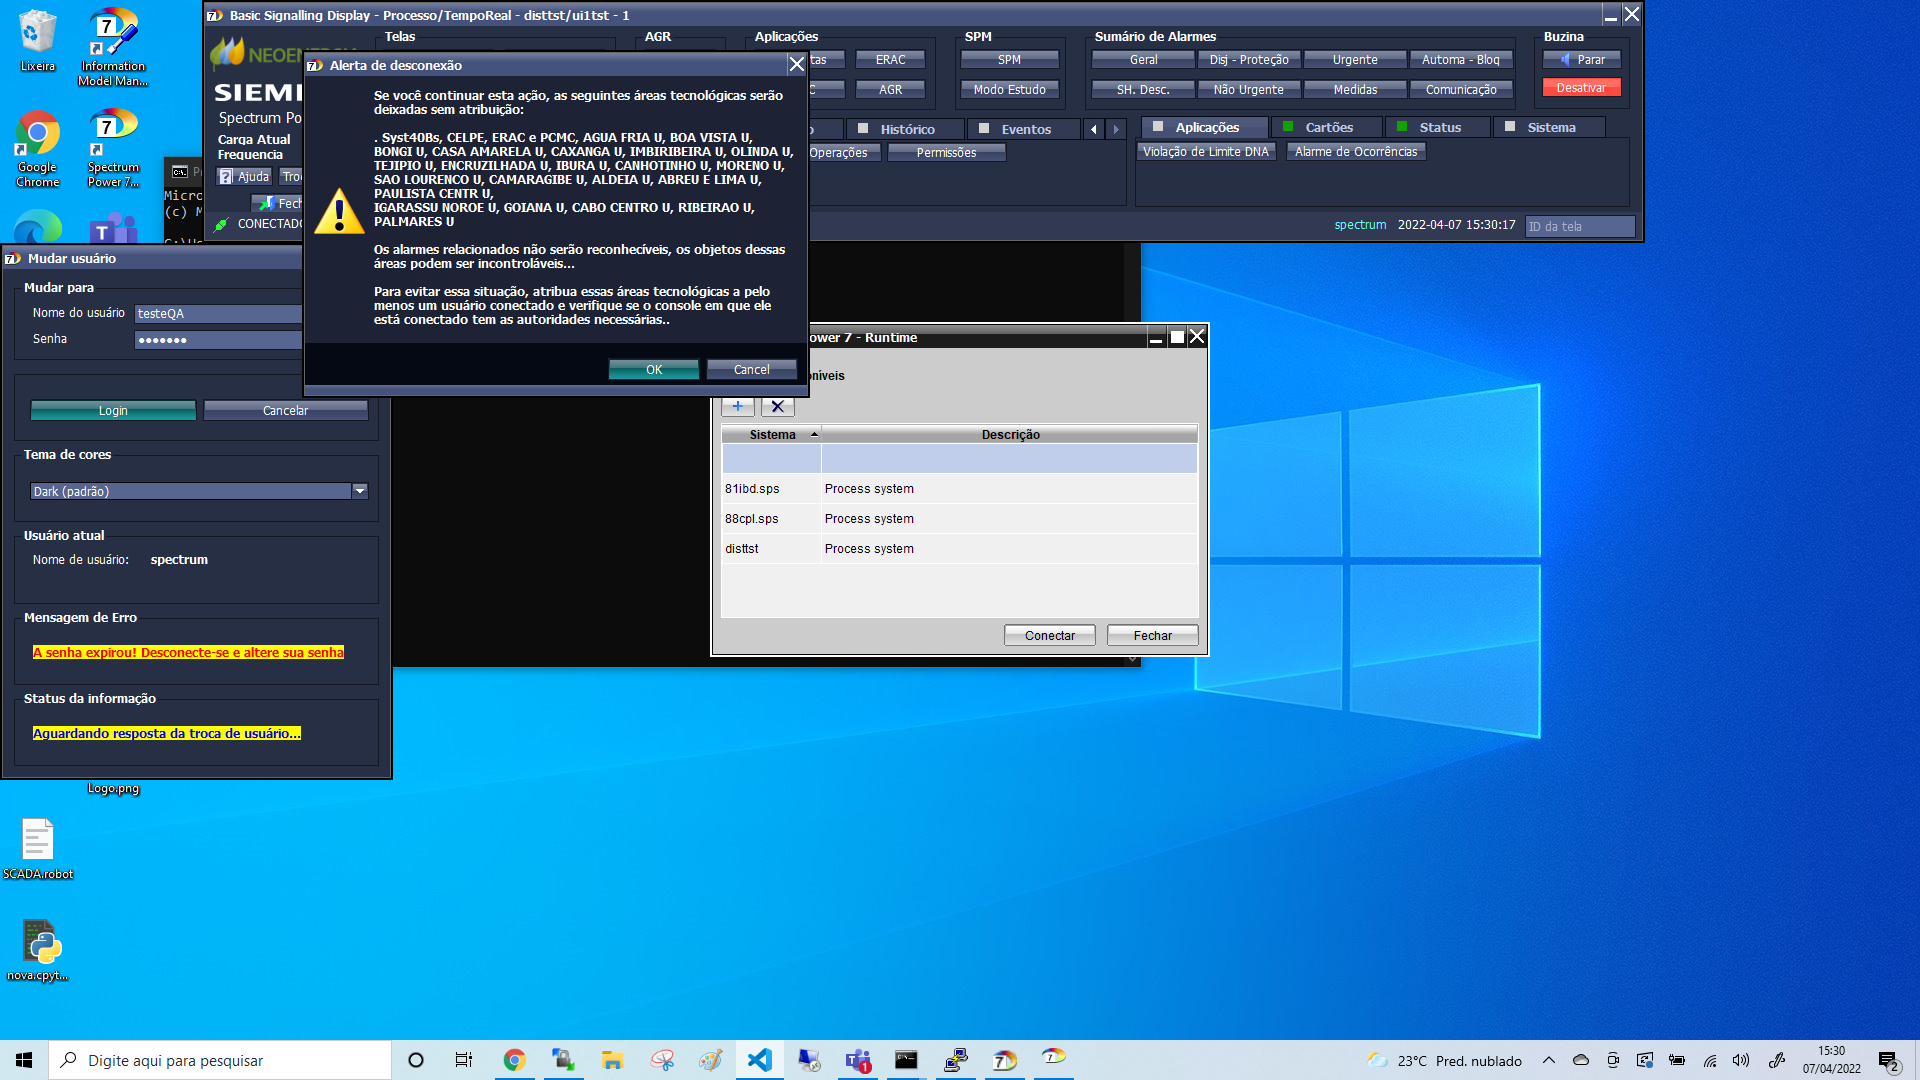 Lixeira
Information
Model Man...
Google
Chrome
Spectrum
Power 7...
Logo.png
SCADA.robot
nova.cpyt...
Basic Signalling Display - Processo/TempoReal - disttst/ui1tst - 1
Telas
AGR
Aplicações
SPM
Sumário de Alarmes
Buzina
ERAC
AGR
SPM
Modo Estudo
Geral
Disj - Proteção
Urgente
Automa - Bloq
SH. Desc.
Não Urgente
Medidas
Comunicação
Parar
Desativar
Spectrum Po
Carga Atual
Frequencia
Ajuda
CONECTADO
Histórico
Eventos
Operações
Permissões
Aplicações
Cartões
Status
Sistema
Violação de Limite DNA
Alarme de Ocorrências
spectrum
2022-04-07 15:30:17
ID da tela
Alerta de desconexão
Se você continuar esta ação, as seguintes áreas tecnológicas serão
deixadas sem atribuição:
. Syst40Bs, CELPE, ERAC e PCMC, AGUA FRIA U, BOA VISTA U,
BONGI U, CASA AMARELA U, CAXANGA U, IMBIRIBEIRA U, OLINDA U,
TEJIPIO U, ENCRUZILHADA U, IBURA U, CANHOTINHO U, MORENO U,
SAO LOURENCO U, CAMARAGIBE U, ALDEIA U, ABREU E LIMA U,
PAULISTA CENTR U,
IGARASSU NOROE U, GOIANA U, CABO CENTRO U, RIBEIRAO U,
PALMARES U
Os alarmes relacionados não serão reconhecíveis, os objetos dessas
áreas podem ser incontroláveis...
Para evitar essa situação, atribua essas áreas tecnológicas a pelo
menos um usuário conectado e verifique se o console em que ele
está conectado tem as autoridades necessárias..
OK
Cancel
Mudar usuário
Mudar para
Nome do usuário
testeQA
Senha
Login
Cancelar
Tema de cores
Dark (padrão)
Usuário atual
Nome de usuário:
spectrum
Mensagem de Erro
A senha expirou! Desconecte-se e altere sua senha
Status da informação
Aguardando resposta da troca de usuário...
ower 7 - Runtime
Sistema
Descrição
81ibd.sps
Process system
88cpl.sps
Process system
disttst
Process system
Conectar
Fechar
Digite aqui para pesquisar
23°C Pred. nublado
15:30
07/04/2022